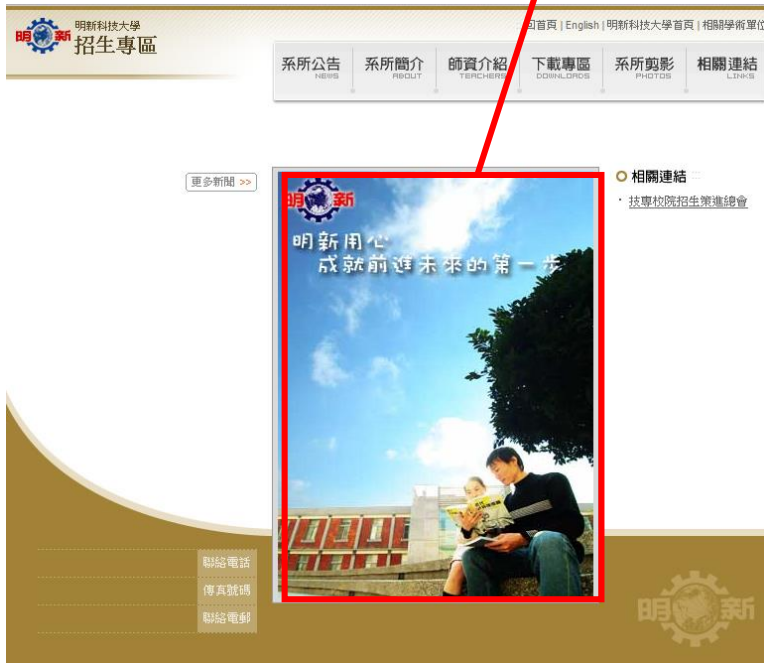 明新科技大學
明 新 招生專區
回首頁 | English | 明新科技大學首頁 | 相關學術單位
系所公告 系所簡介 師資介紹 下載專區 系所剪影 相關連結
NEWS ABOUT TEACHERS DOWNLOADS PHOTOS LINKS
更多新聞 >>
明 新
明新用心
成就前進未來的第一步
相關連結
· 技專校院招生策進總會
聯絡電話
傳真號碼
聯絡電郵
明 新